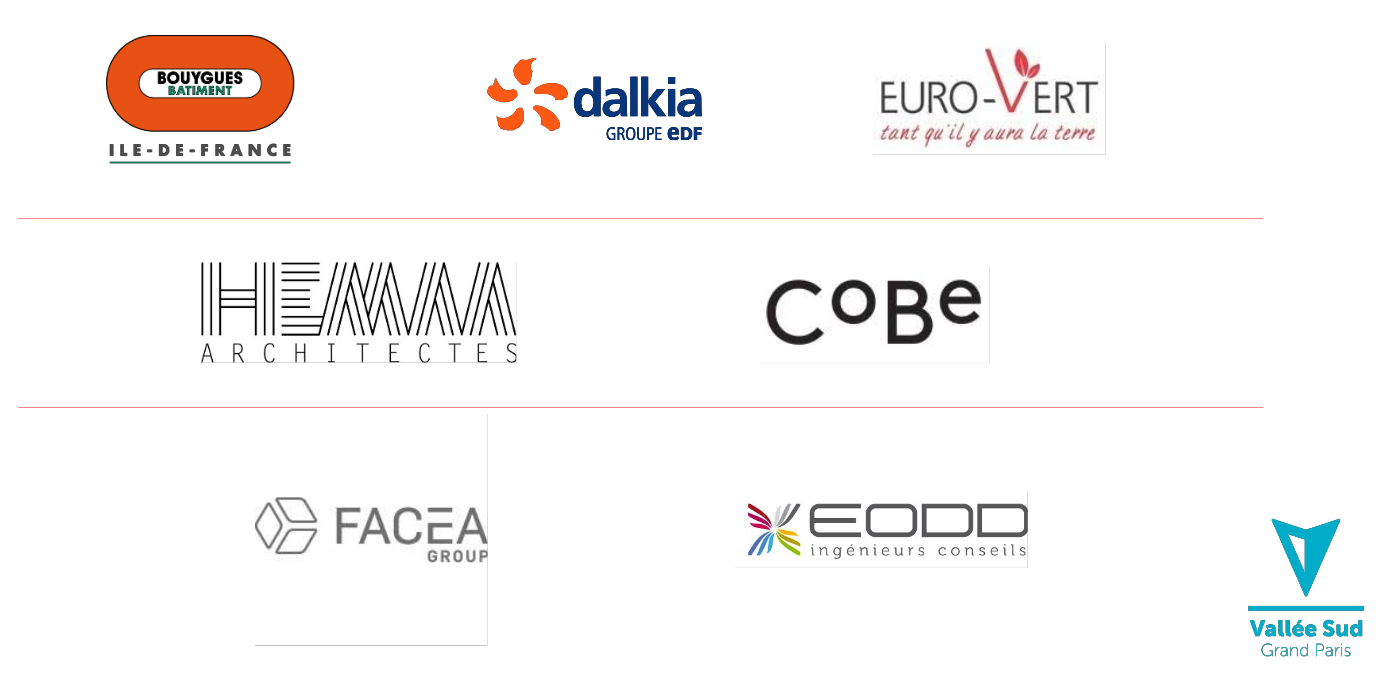 BOUYGUES
BATIMENT
ILE-DE-FRANCE
dalkia
GROUPE eDF
EURO-VERT
tant qu'il y aura la terre
HEMAA
ARCHITECTES
CoBe
FACEA
GROUP
EODD
ingénieurs conseils
Vallée Sud
Grand Paris